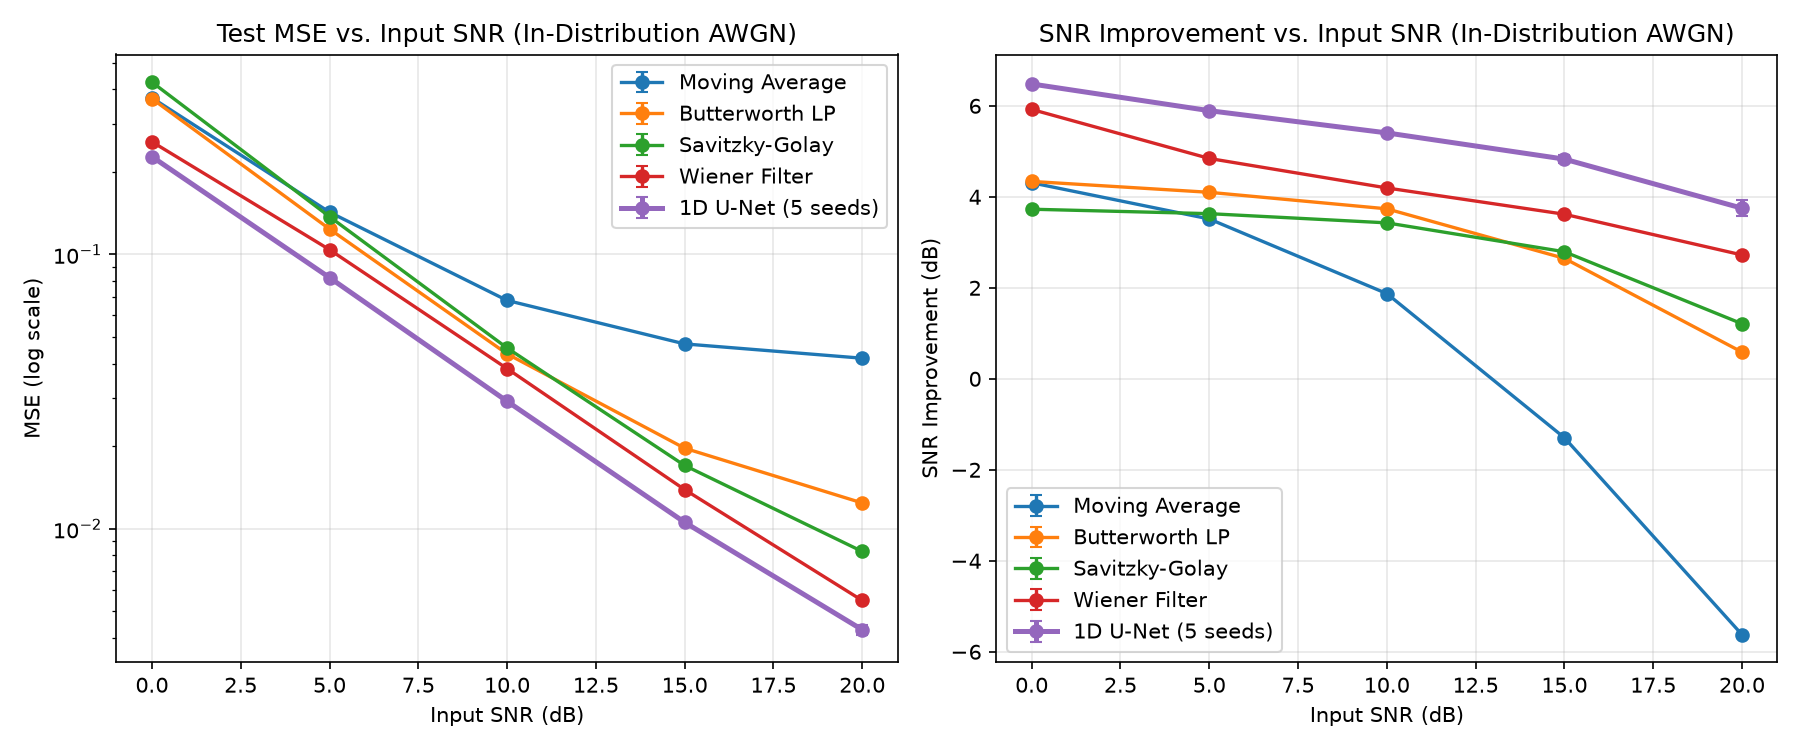 Test MSE vs. Input SNR (In-Distribution AWGN)
MSE (log scale)
10⁻¹
10⁻²
Moving Average
Butterworth LP
Savitzky-Golay
Wiener Filter
1D U-Net (5 seeds)
0.0 2.5 5.0 7.5 10.0 12.5 15.0 17.5 20.0
Input SNR (dB)
SNR Improvement vs. Input SNR (In-Distribution AWGN)
SNR Improvement (dB)
6
4
2
0
−2
−4
−6
Moving Average
Butterworth LP
Savitzky-Golay
Wiener Filter
1D U-Net (5 seeds)
0.0 2.5 5.0 7.5 10.0 12.5 15.0 17.5 20.0
Input SNR (dB)